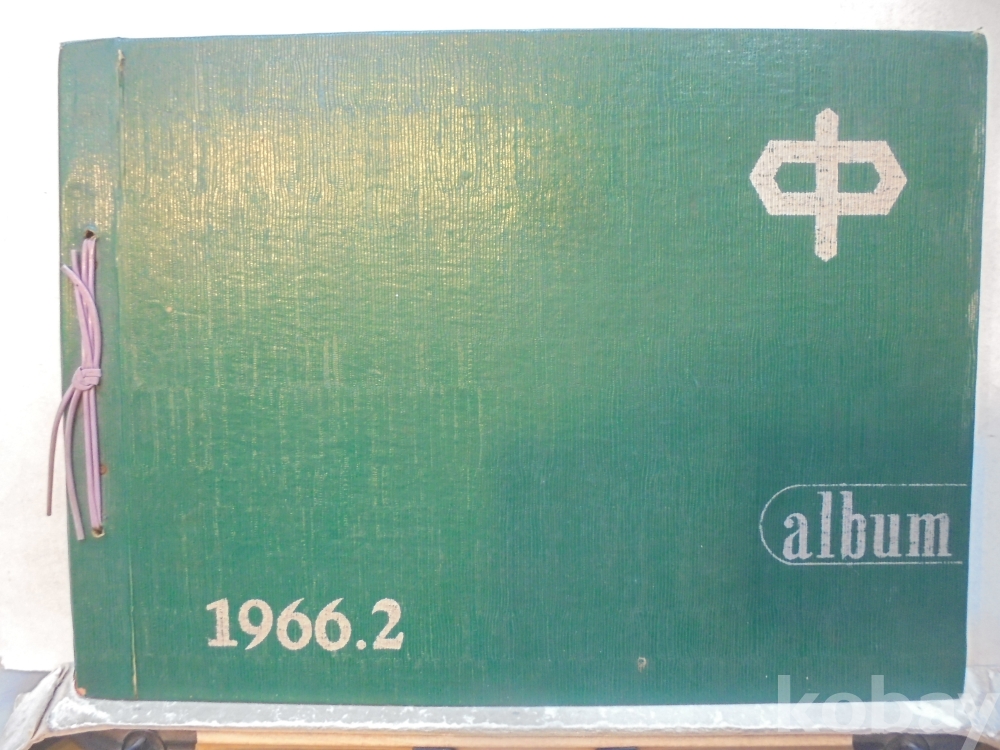 中
album
1966.2
kobay